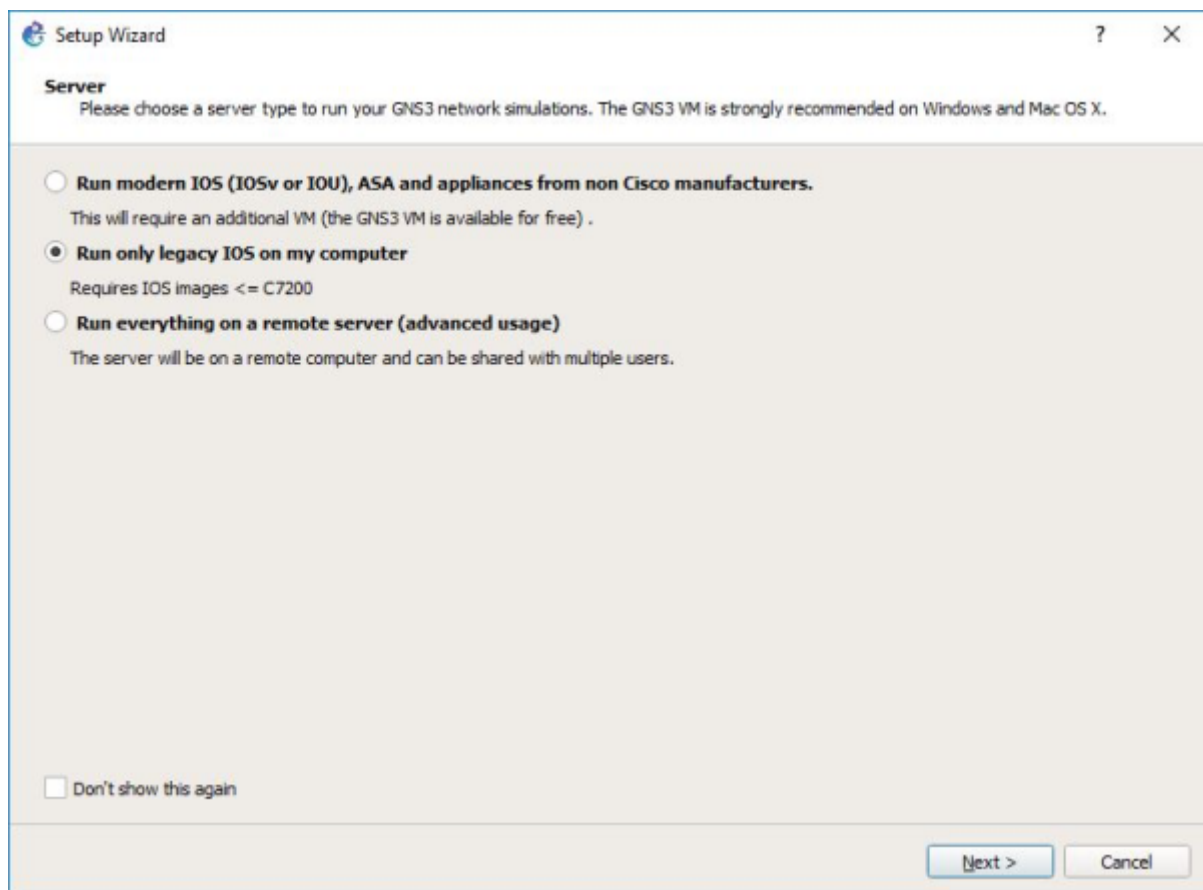 Setup Wizard
?
Server
Please choose a server type to run your GNS3 network simulations. The GNS3 VM is strongly recommended on Windows and Mac OS X.
Run modern IOS (IOSv or IOU), ASA and appliances from non Cisco manufacturers.
This will require an additional VM (the GNS3 VM is available for free) .
Run only legacy IOS on my computer
Requires IOS images <= C7200
Run everything on a remote server (advanced usage)
The server will be on a remote computer and can be shared with multiple users.
Don't show this again
Next >
Cancel